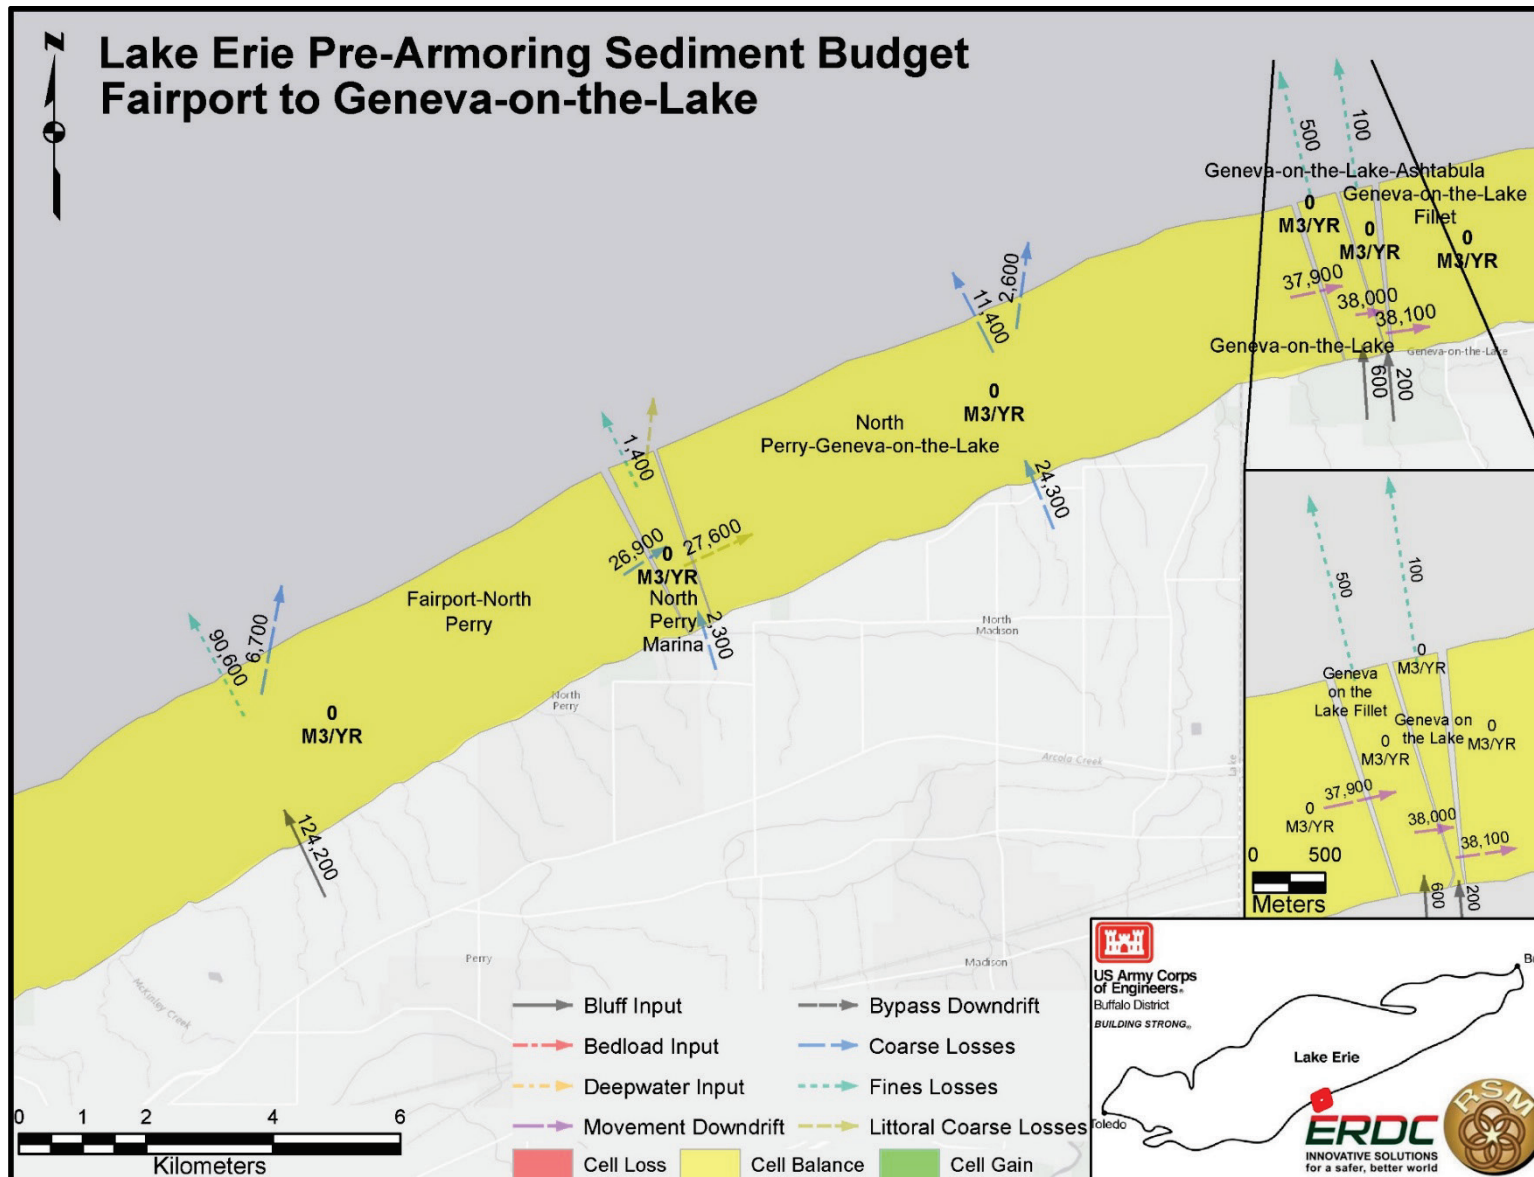 Z
Lake Erie Pre-Armoring Sediment Budget
Fairport to Geneva-on-the-Lake
500
100
Geneva-on-the-Lake-Ashtabula
Geneva-on-the-Lake
Fillet
0
M3/YR
0
M3/YR
0
M3/YR
37,900
38,000
38,100
Geneva-on-the-Lake
Geneva-on-the-Lake
600
200
11,400
2,600
0
M3/YR
North
Perry-Geneva-on-the-Lake
24,300
1,400
26,900
27,600
0
M3/YR
North
Perry
Marina
2,300
Fairport-North
Perry
90,600
6,700
0
M3/YR
124,200
North
Perry
North
Madison
Arcola Creek
Lake
McKinley Creek
Perry
Madison
500
100
0
M3/YR
Geneva
on the
Lake Fillet
Geneva on
the Lake
0
M3/YR
0
M3/YR
37,900
0
M3/YR
38,000
38,100
0 500
Meters
600
200
Bluff Input
Bedload Input
Deepwater Input
Movement Downdrift
Bypass Downdrift
Coarse Losses
Fines Losses
Littoral Coarse Losses
Cell Loss
Cell Balance
Cell Gain
0 1 2 4 6
Kilometers
US Army Corps
of Engineers®
Buffalo District
BUILDING STRONG®
Lake Erie
Toledo
ERDC
INNOVATIVE SOLUTIONS
for a safer, better world
RSM